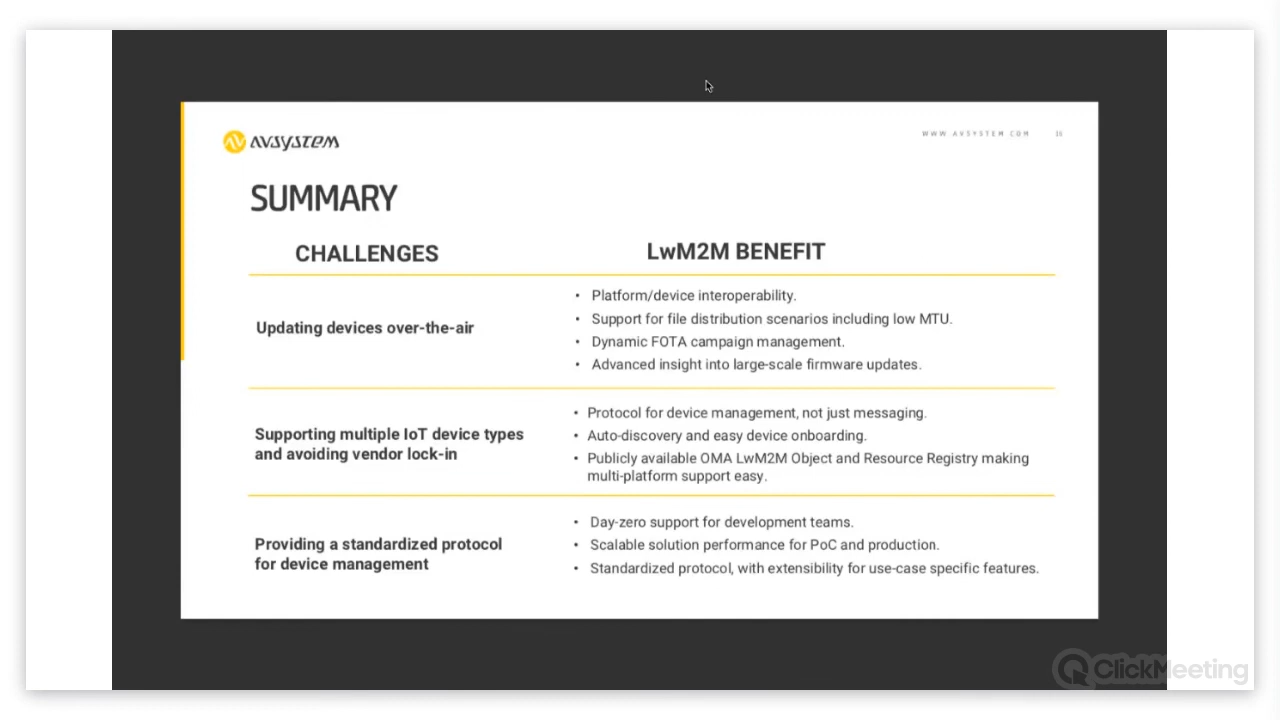 AVSYSTEM
WWW.AVSYSTEM.COM
SUMMARY
CHALLENGES
LwM2M BENEFIT
Updating devices over-the-air
• Platform/device interoperability.
• Support for file distribution scenarios including low MTU.
• Dynamic FOTA campaign management.
• Advanced insight into large-scale firmware updates.
Supporting multiple IoT device types
and avoiding vendor lock-in
• Protocol for device management, not just messaging.
• Auto-discovery and easy device onboarding.
• Publicly available OMA LwM2M Object and Resource Registry making
multi-platform support easy.
Providing a standardized protocol
for device management
• Day-zero support for development teams.
• Scalable solution performance for PoC and production.
• Standardized protocol, with extensibility for use-case specific features.
ClickMeeting